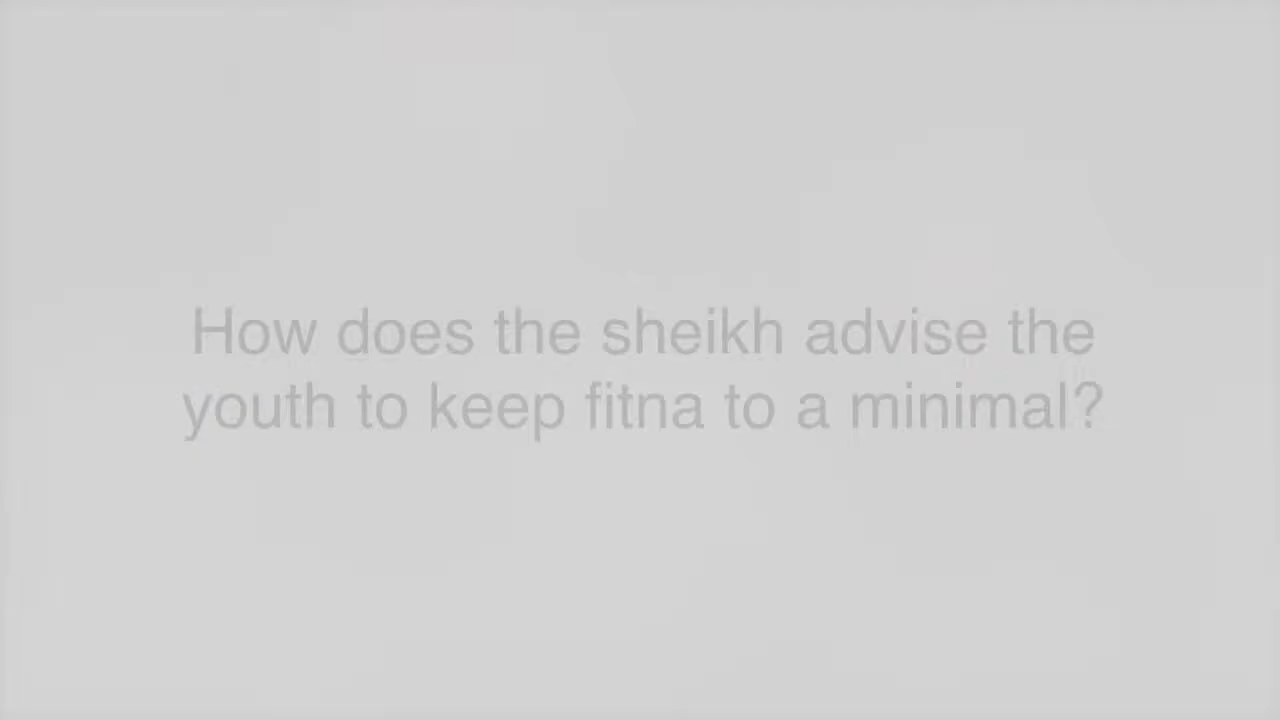 How does the sheikh advise the
youth to keep fitna to a minimal?